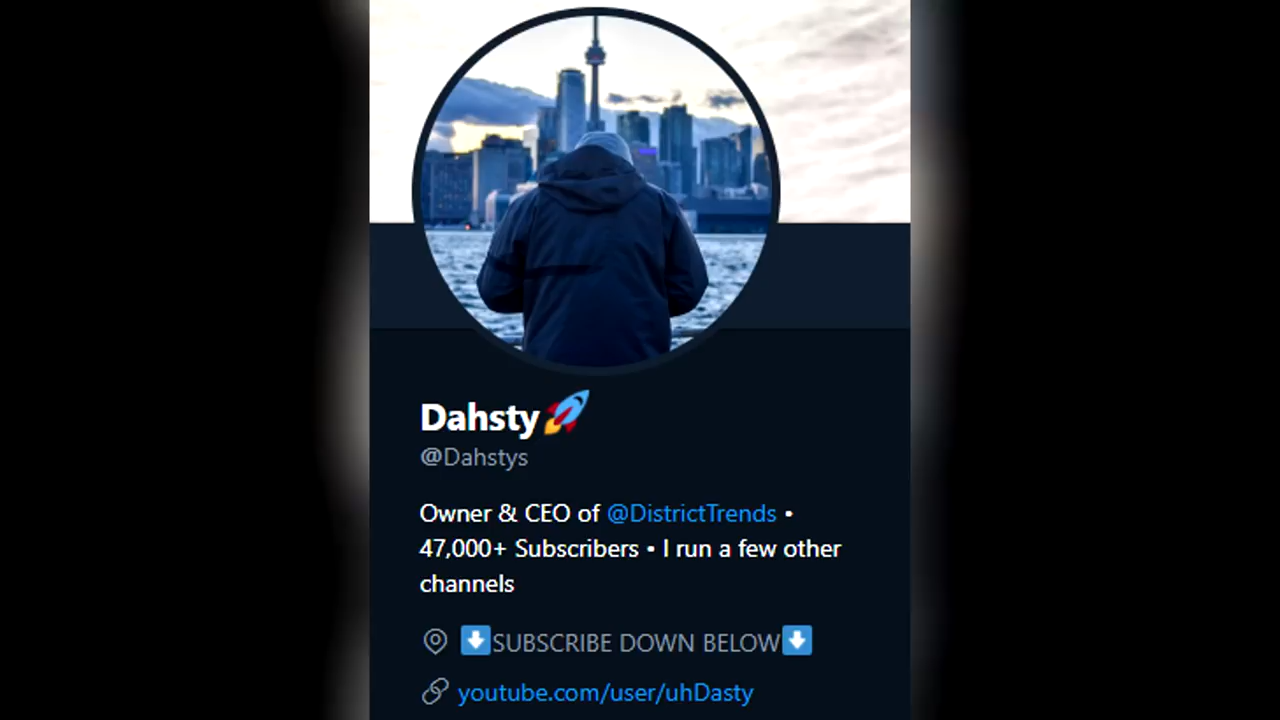 Dahsty🚀
@Dahstys
Owner & CEO of @DistrictTrends •
47,000+ Subscribers • I run a few other
channels
⬇️SUBSCRIBE DOWN BELOW⬇️
youtube.com/user/uhDasty